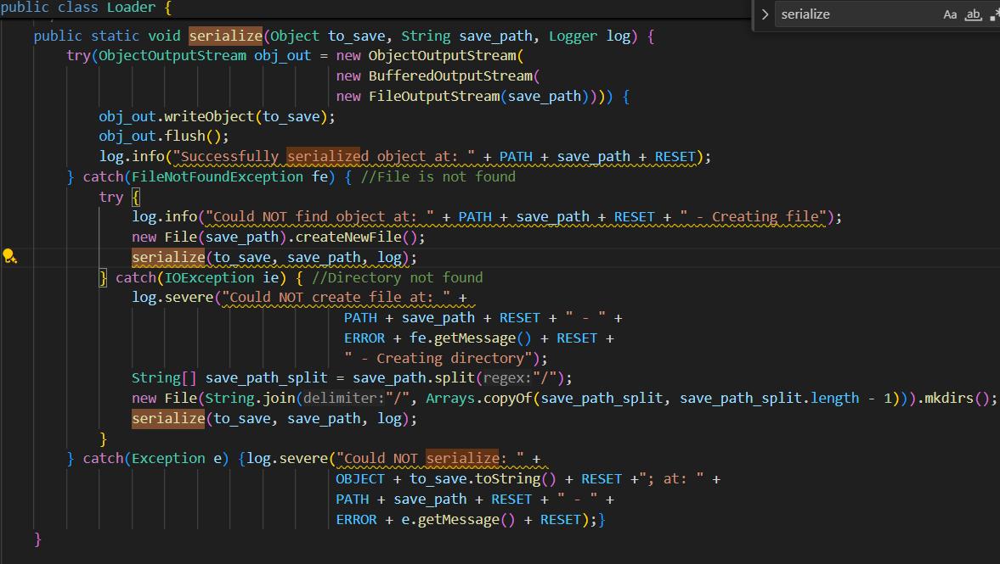 public class Loader {
serialize
Aa ab
public static void serialize(Object to_save, String save_path, Logger log) {
try(ObjectOutputStream obj_out = new ObjectOutputStream(
new BufferedOutputStream(
new FileOutputStream(save_path)))) {
obj_out.writeObject(to_save);
obj_out.flush();
log.info("Successfully serialized object at: " + PATH + save_path + RESET);
} catch(FileNotFoundException fe) { //File is not found
try {
log.info("Could NOT find object at: " + PATH + save_path + RESET + " - Creating file");
new File(save_path).createNewFile();
serialize(to_save, save_path, log);
} catch(IOException ie) { //Directory not found
log.severe("Could NOT create file at: " +
PATH + save_path + RESET + " - " +
ERROR + fe.getMessage() + RESET +
" - Creating directory");
String[] save_path_split = save_path.split(regex:"/");
new File(String.join(delimiter:"/", Arrays.copyOf(save_path_split, save_path_split.length - 1))).mkdirs();
serialize(to_save, save_path, log);
}
} catch(Exception e) {log.severe("Could NOT serialize: " +
OBJECT + to_save.toString() + RESET +"; at: " +
PATH + save_path + RESET + " - " +
ERROR + e.getMessage() + RESET);}
}